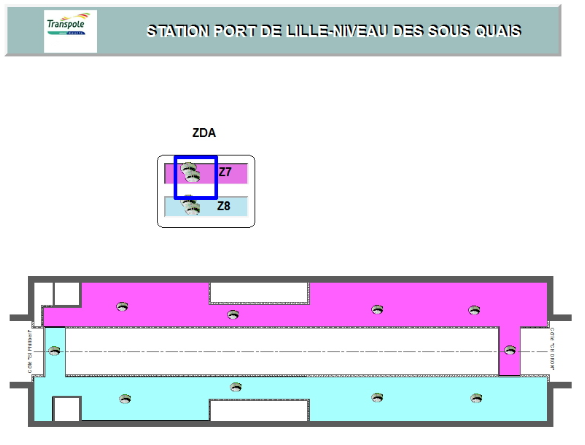 Transpole
STATION PORT DE LILLE-NIVEAU DES SOUS QUAIS
ZDA
Z7
Z8